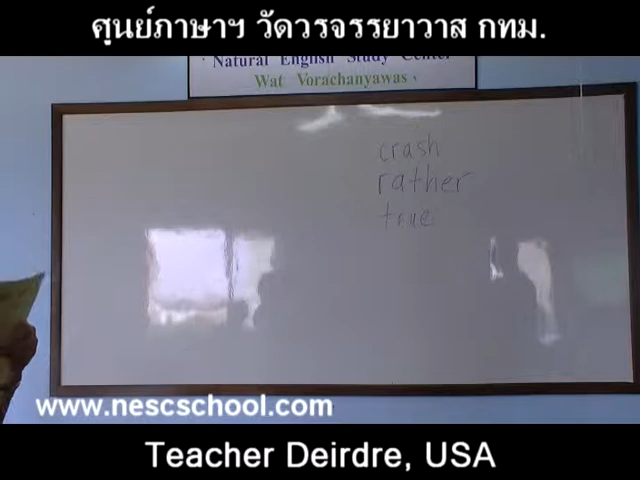 ศูนย์ภาษาฯ วัดวรจรรยาวาส กทม.
Natural English Study Center
Wat Vorachanyawas
crash
rather
true
www.nescschool.com
Teacher Deirdre, USA